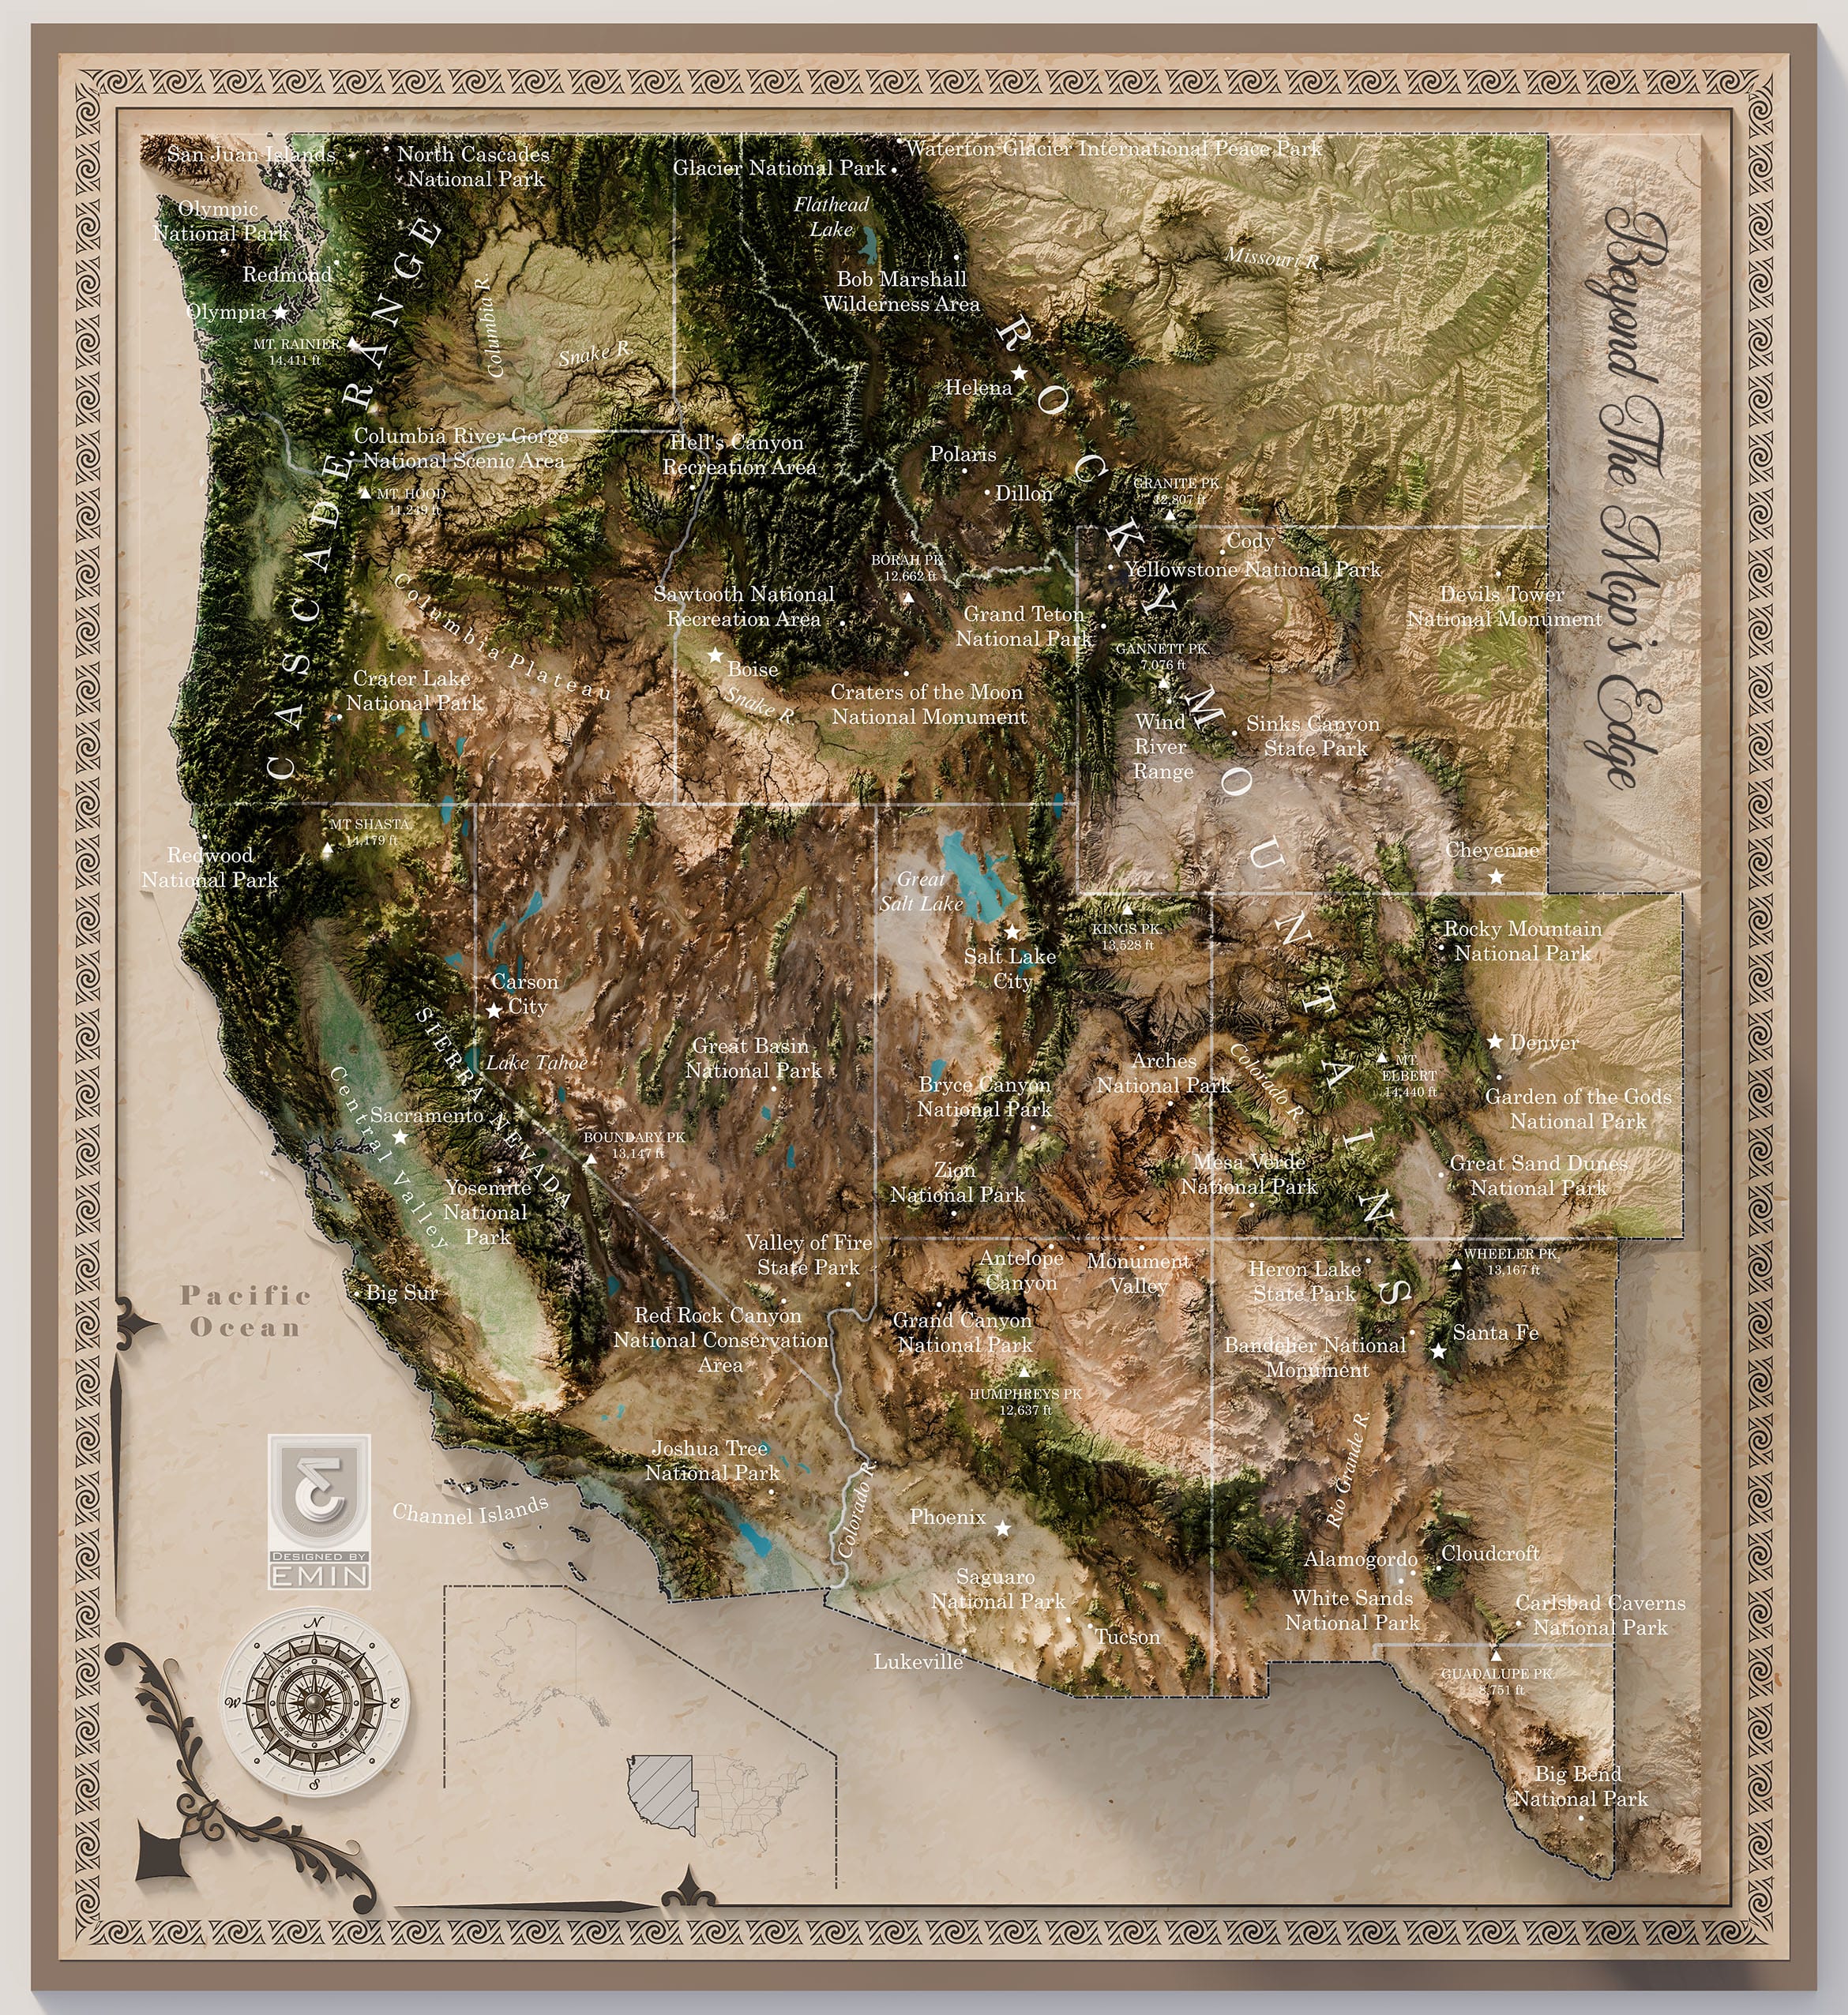 San Juan Islands
North Cascades
National Park
Waterton-Glacier International Peace Park
Glacier National Park
Olympic
National Park
Flathead
Lake
Redmond
Missouri R.
Bob Marshall
Wilderness Area
Olympia
Columbia R.
MT. RAINIER
14,411 ft
Snake R.
CASCADE RANGE
ROCKY MOUNTAINS
Helena
Columbia River Gorge
National Scenic Area
Hell's Canyon
Recreation Area
Polaris
Dillon
MT. HOOD
11,249 ft
GRANITE PK.
12,807 ft
Cody
Yellowstone National Park
BORAH PK.
12,662 ft
Columbia Plateau
Sawtooth National
Recreation Area
Grand Teton
National Park
Devils Tower
National Monument
GANNETT PK.
7,076 ft
Boise
Snake R.
Crater Lake
National Park
Craters of the Moon
National Monument
Wind
River
Range
Sinks Canyon
State Park
MT SHASTA
14,179 ft
Redwood
National Park
Great
Salt Lake
Cheyenne
KINGS PK.
13,528 ft
Rocky Mountain
National Park
Salt Lake
City
Carson
City
SIERRA NEVADA
Lake Tahoe
Great Basin
National Park
Bryce Canyon
National Park
Arches
National Park
Colorado R.
MT.
ELBERT
14,440 ft
Denver
Garden of the Gods
National Park
Central Valley
Sacramento
BOUNDARY PK
13,147 ft
Yosemite
National
Park
Zion
National Park
Mesa Verde
National Park
Great Sand Dunes
National Park
Valley of Fire
State Park
Antelope
Canyon
Monument
Valley
Heron Lake
State Park
WHEELER PK.
13,167 ft
Big Sur
Pacific
Ocean
Red Rock Canyon
National Conservation
Area
Grand Canyon
National Park
Bandelier National
Monument
Santa Fe
HUMPHREYS PK
12,637 ft
Joshua Tree
National Park
Rio Grande R.
Channel Islands
Colorado R.
Phoenix
Saguaro
National Park
Alamogordo
Cloudcroft
White Sands
National Park
Carlsbad Caverns
National Park
Tucson
Lukeville
GUADALUPE PK.
8,751 ft
Big Bend
National Park
Beyond The Map's Edge
DESIGNED BY
EMIN
N
W
E
S